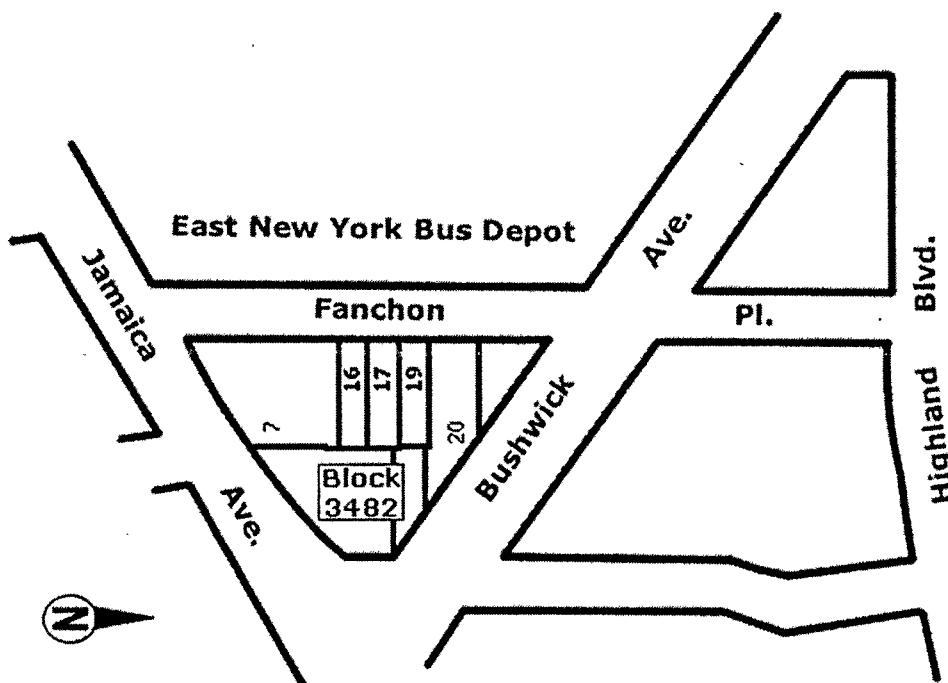 East New York Bus Depot
Ave.
Blvd.
Jamaica
Fanchon
Pl.
16
17
19
?
20
Bushwick
Highland
Block
3482
Ave.
N